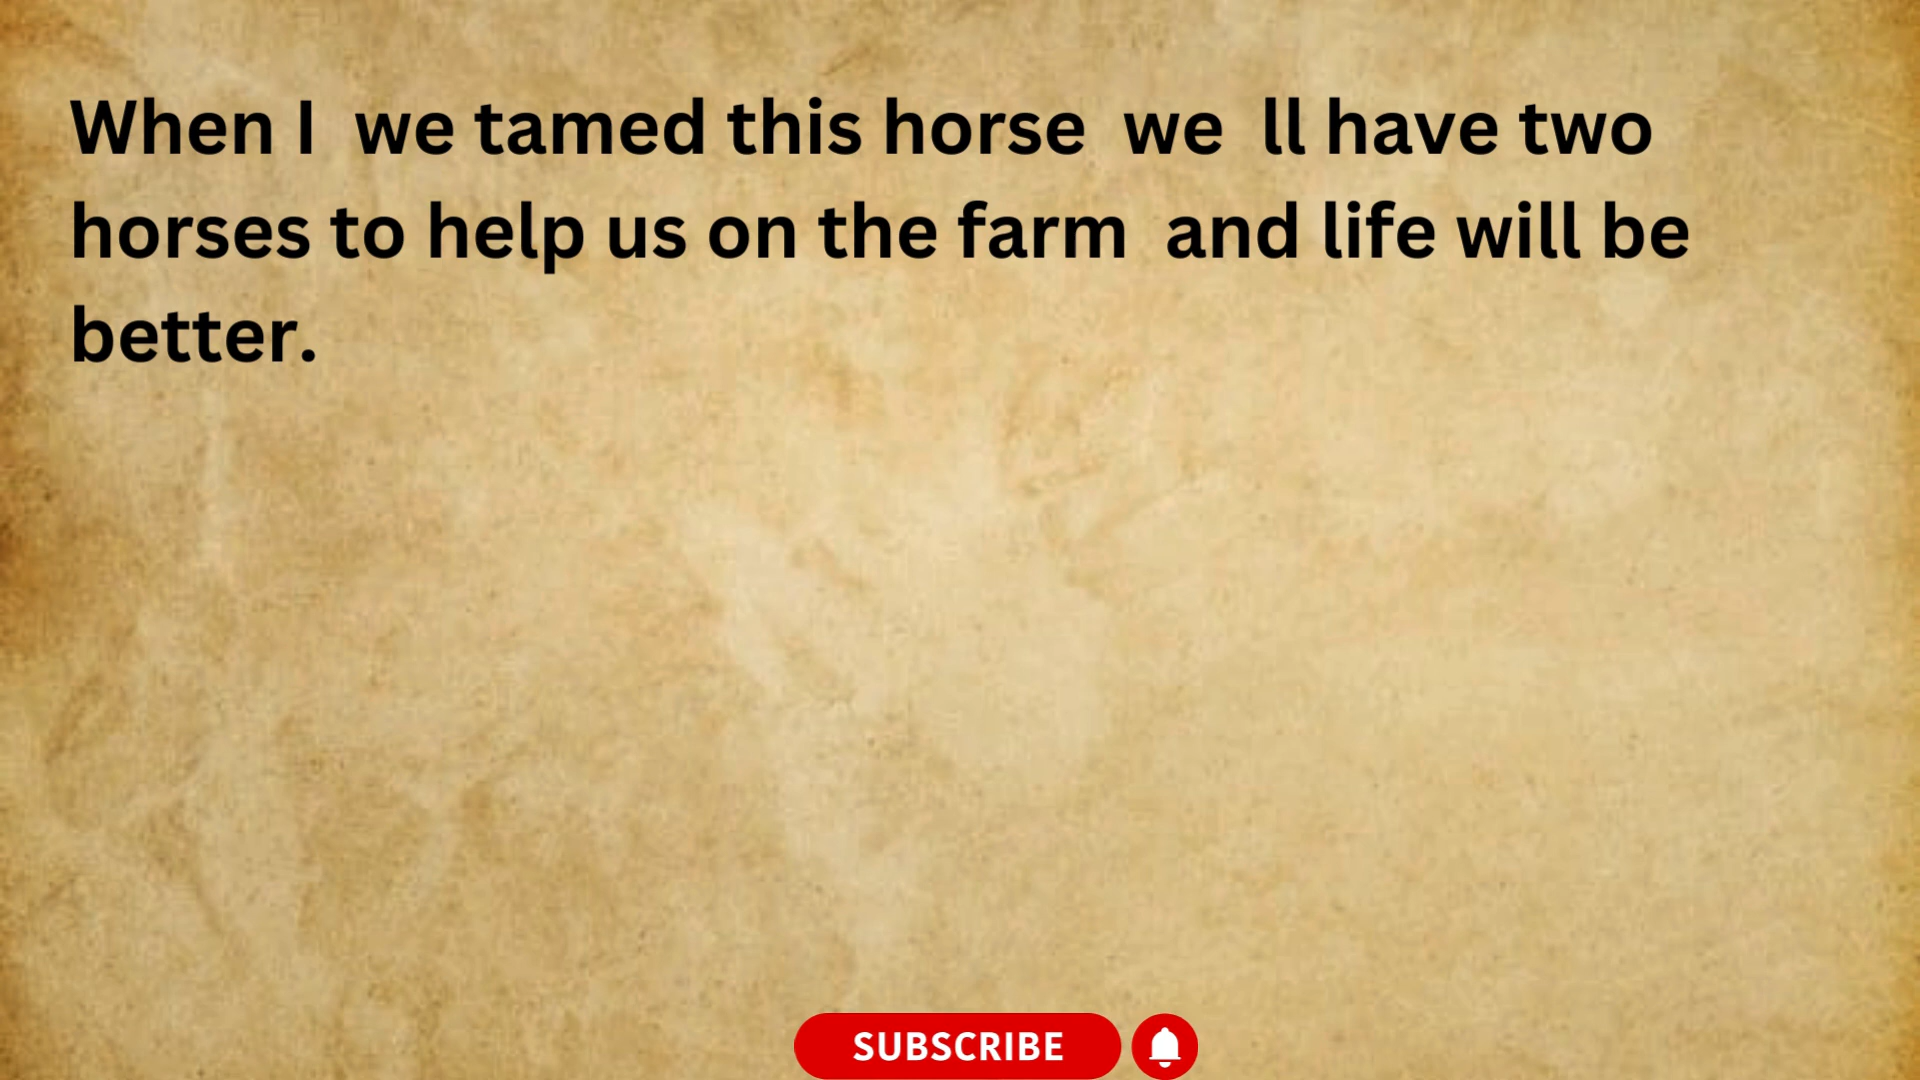 When I  we tamed this horse  we  ll have two
horses to help us on the farm  and life will be
better.
SUBSCRIBE